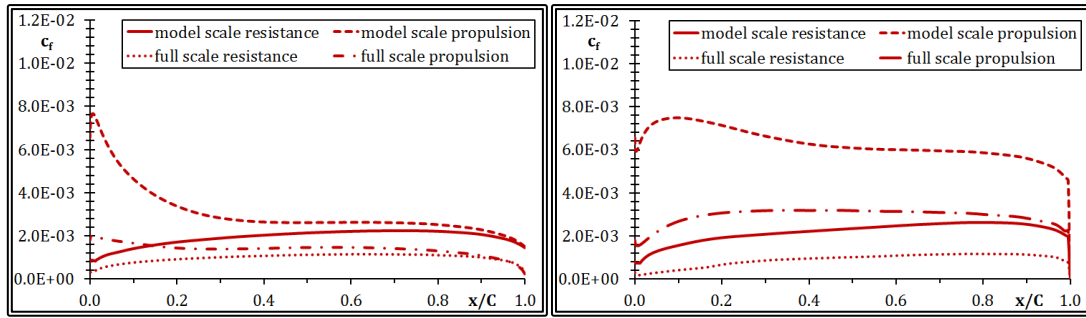 1.2E-02
c_f
1.0E-02
8.0E-03
6.0E-03
4.0E-03
2.0E-03
0.0E+00
model scale resistance
model scale propulsion
full scale resistance
full scale propulsion
0.0
0.2
0.4
0.6
0.8
x/C
1.0
1.2E-02
c_f
1.0E-02
8.0E-03
6.0E-03
4.0E-03
2.0E-03
0.0E+00
model scale resistance
model scale propulsion
full scale resistance
full scale propulsion
0.0
0.2
0.4
0.6
0.8
x/C
1.0